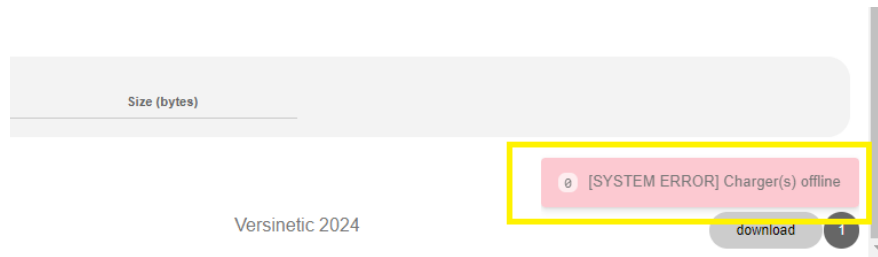 Size (bytes)
0 [SYSTEM ERROR] Charger(s) offline
Versinetic 2024
download 1